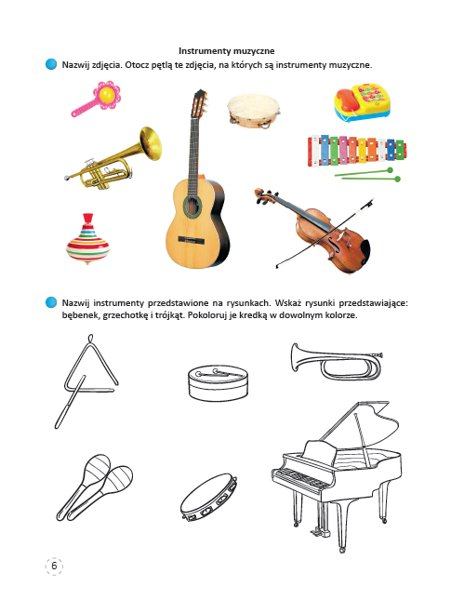 Instrumenty muzyczne
Nazwij zdjęcia. Otocz pętlą te zdjęcia, na których są instrumenty muzyczne.
Nazwij instrumenty przedstawione na rysunkach. Wskaż rysunki przedstawiające:
bębenek, grzechotkę i trójkąt. Pokoloruj je kredką w dowolnym kolorze.
6